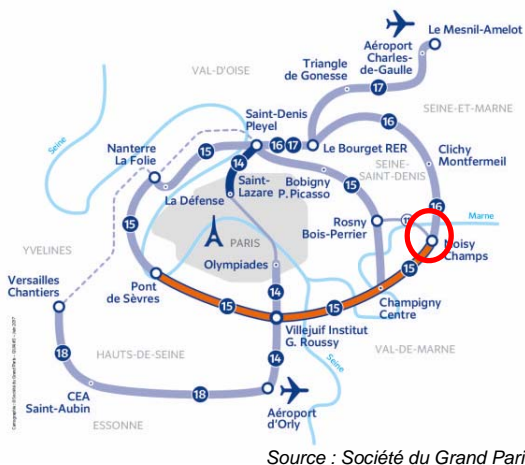 Le Mesnil-Amelot
Aéroport
Charles-
de-Gaulle
VAL-D'OISE
Triangle
de Gonesse
17
SEINE-ET-MARNE
Seine
Saint-Denis
Pleyel
16
Nanterre
La Folie
15
16 17
Le Bourget RER
Clichy
Montfermeil
14
SEINE-
SAINT-DENIS
La Défense
Saint-
Lazare
Bobigny
P. Picasso
15
16
Rosny
Bois-Perrier
11
Marne
15
PARIS
Noisy
Champs
YVELINES
Olympiades
15
Versailles
Chantiers
Pont
de Sèvres
14
15
15
Champigny
Centre
Villejuif Institut
G. Roussy
VAL-DE-MARNE
18
HAUTS-DE-SEINE
14
Seine
CEA
Saint-Aubin
18
Aéroport
d'Orly
ESSONNE
Source : Société du Grand Pari